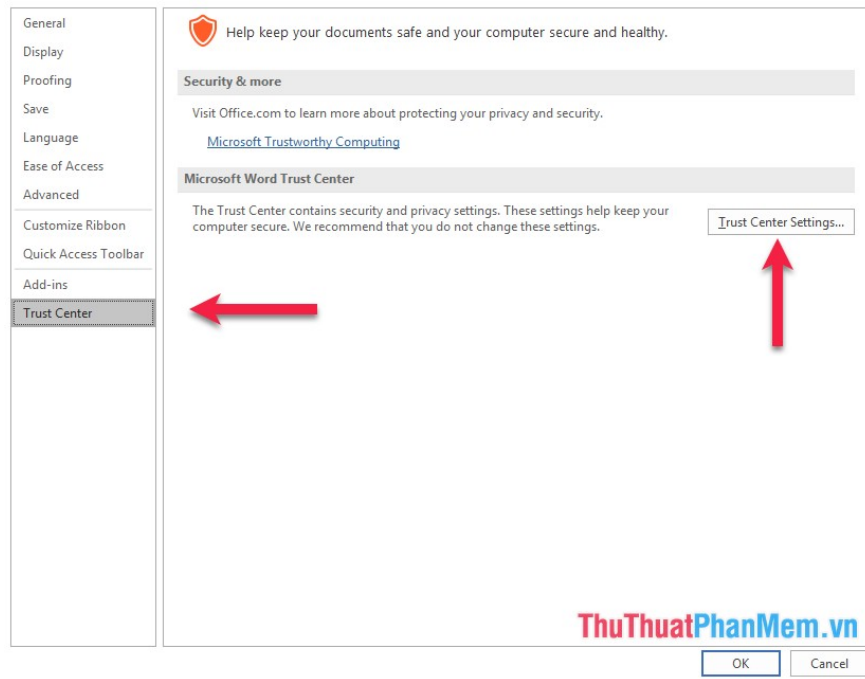 General
Display
Proofing
Save
Language
Ease of Access
Advanced
Customize Ribbon
Quick Access Toolbar
Add-ins
Trust Center
Help keep your documents safe and your computer secure and healthy.
Security & more
Visit Office.com to learn more about protecting your privacy and security.
Microsoft Trustworthy Computing
Microsoft Word Trust Center
The Trust Center contains security and privacy settings. These settings help keep your
computer secure. We recommend that you do not change these settings.
Trust Center Settings...
ThuThuatPhanMem.vn
OK
Cancel